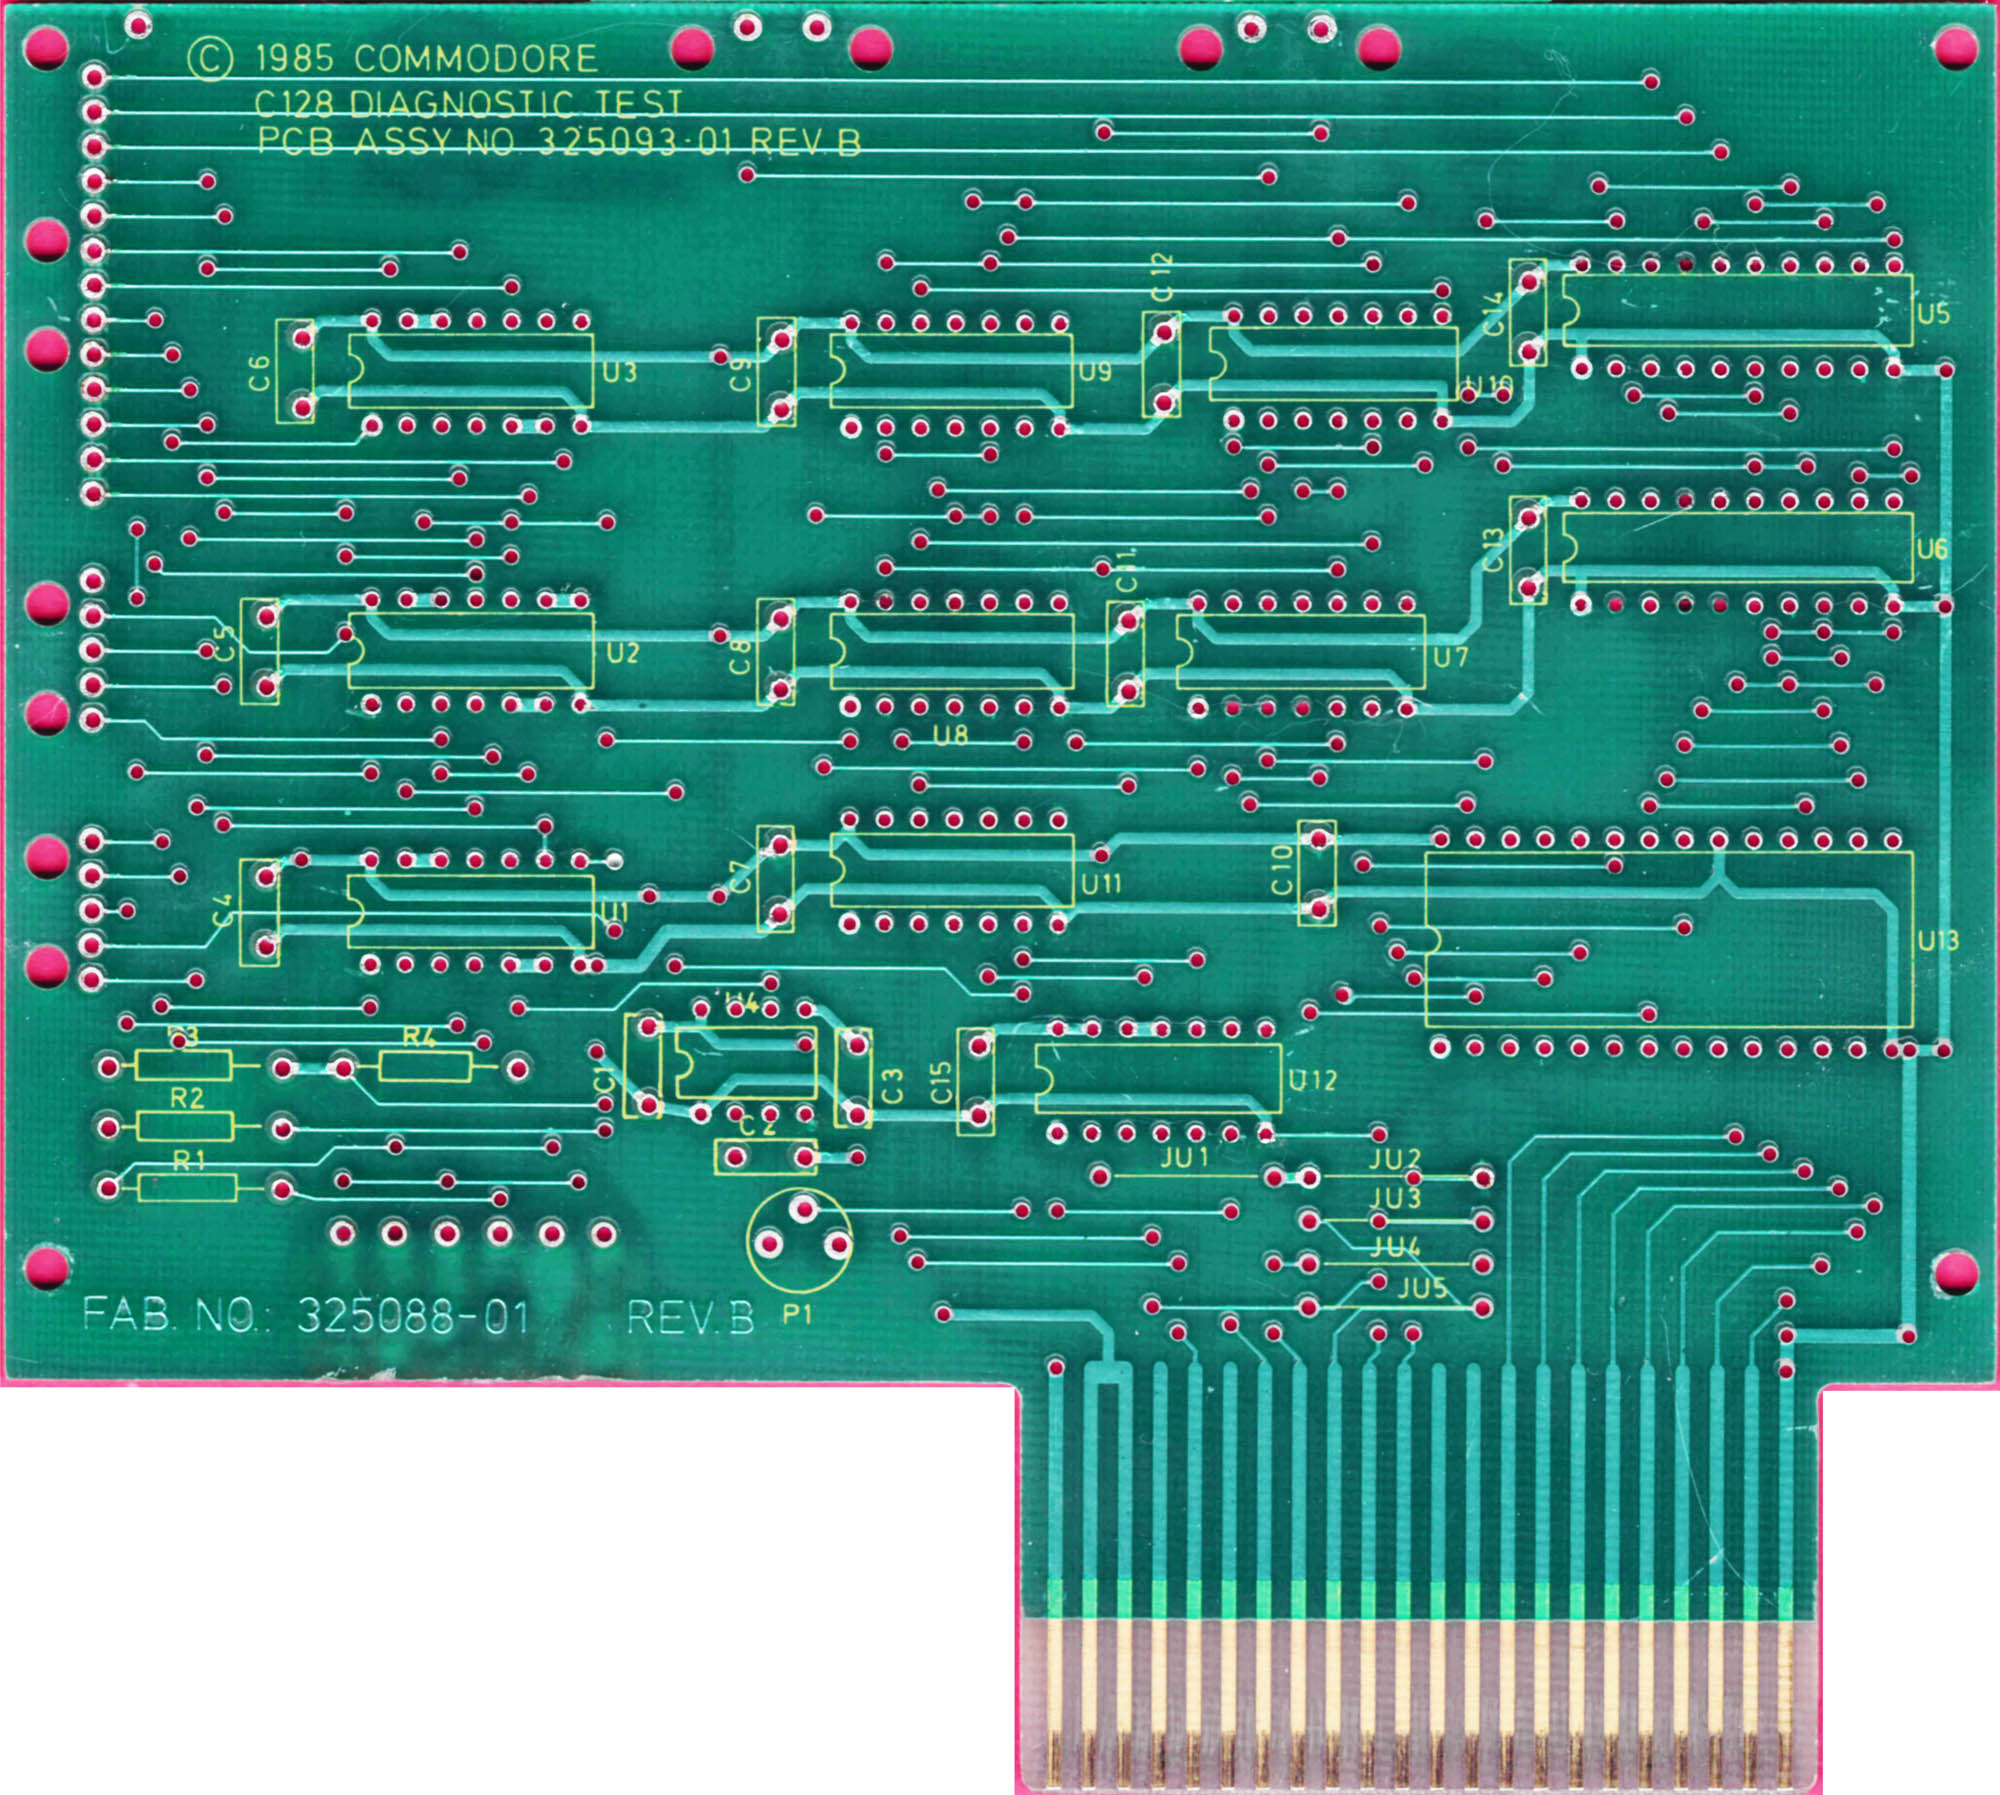 © 1985 COMMODORE
C128 DIAGNOSTIC TEST
PCB ASSY NO. 325093-01 REV. B
C12
C14
U5
C6
U3
C9
U9
U10
C13
U6
C11
C5
U2
C8
U7
U8
C7
C10
C4
U1
U11
U13
U4
R3
R4
C1
C3
C15
U12
R2
C2
R1
JU1
JU2
JU3
JU4
JU5
P1
FAB. NO.: 325088-01 REV. B